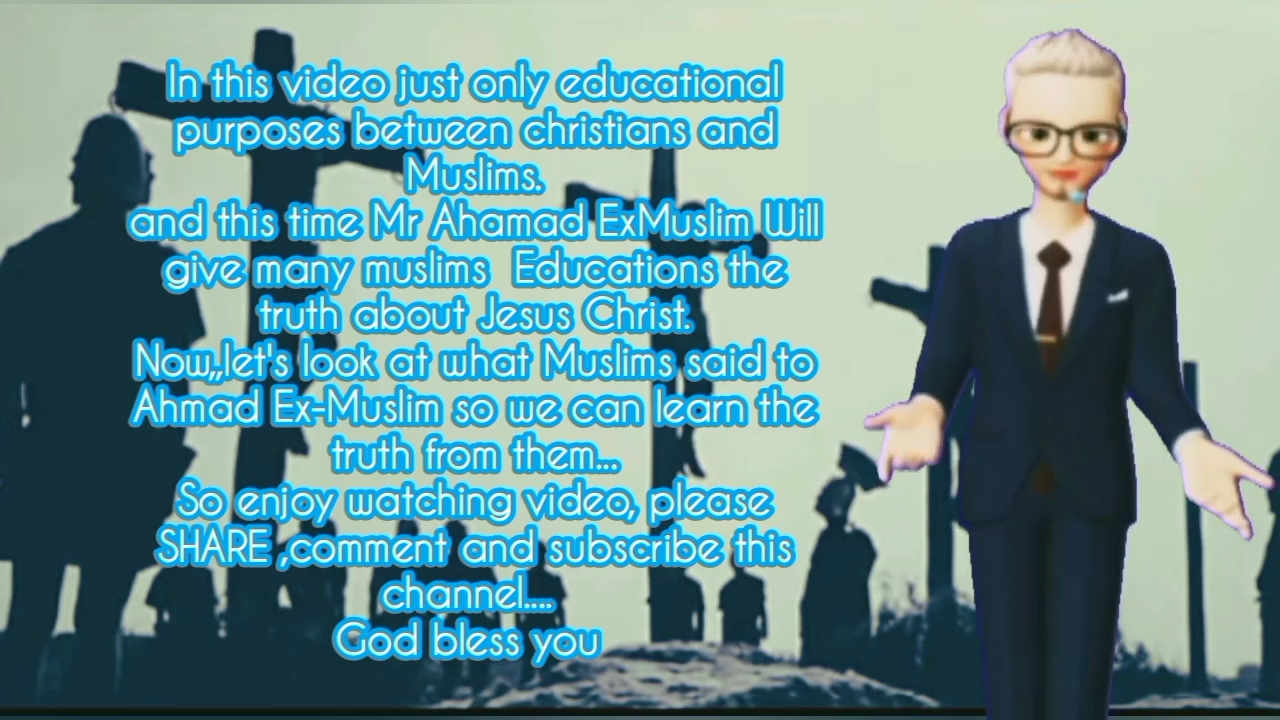 In this video just only educational
purposes between christians and
Muslims.
and this time Mr Ahamad ExMuslim Will
give many muslims Educations the
truth about Jesus Christ.
Now,,let's look at what Muslims said to
Ahmad Ex-Muslim so we can learn the
truth from them...
So enjoy watching video, please
SHARE ,comment and subscribe this
channel....
God bless you